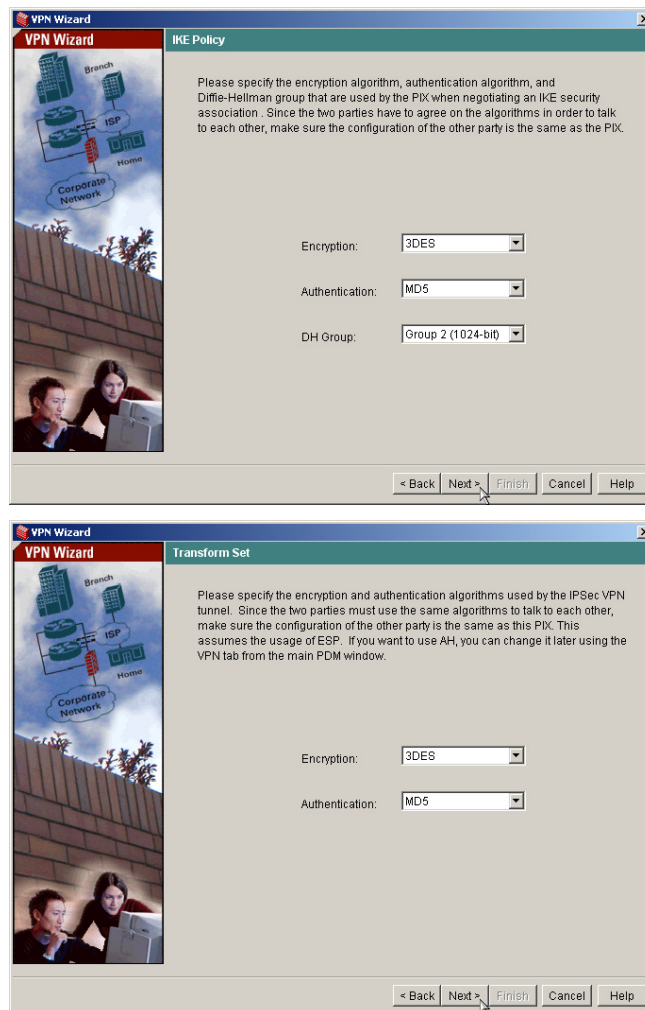 VPN Wizard
VPN Wizard
IKE Policy
Branch
ISP
Home
Corporate
Network
Please specify the encryption algorithm, authentication algorithm, and
Diffie-Hellman group that are used by the PIX when negotiating an IKE security
association . Since the two parties have to agree on the algorithms in order to talk
to each other, make sure the configuration of the other party is the same as the PIX.
Encryption: 3DES
Authentication: MD5
DH Group: Group 2 (1024-bit)
< Back Next > Finish Cancel Help
VPN Wizard
VPN Wizard
Transform Set
Branch
ISP
Home
Corporate
Network
Please specify the encryption and authentication algorithms used by the IPSec VPN
tunnel. Since the two parties must use the same algorithms to talk to each other,
make sure the configuration of the other party is the same as this PIX. This
assumes the usage of ESP. If you want to use AH, you can change it later using the
VPN tab from the main PDM window.
Encryption: 3DES
Authentication: MD5
< Back Next > Finish Cancel Help